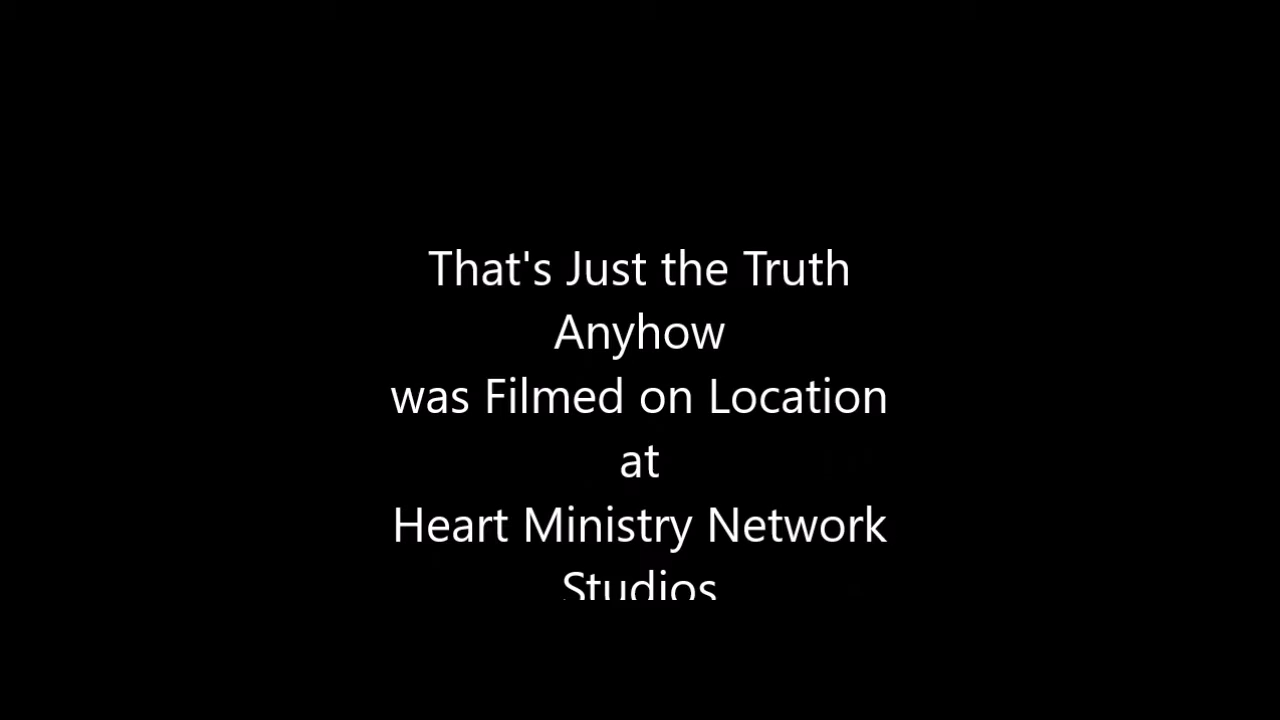 That's Just the Truth
Anyhow
was Filmed on Location
at
Heart Ministry Network
Studios